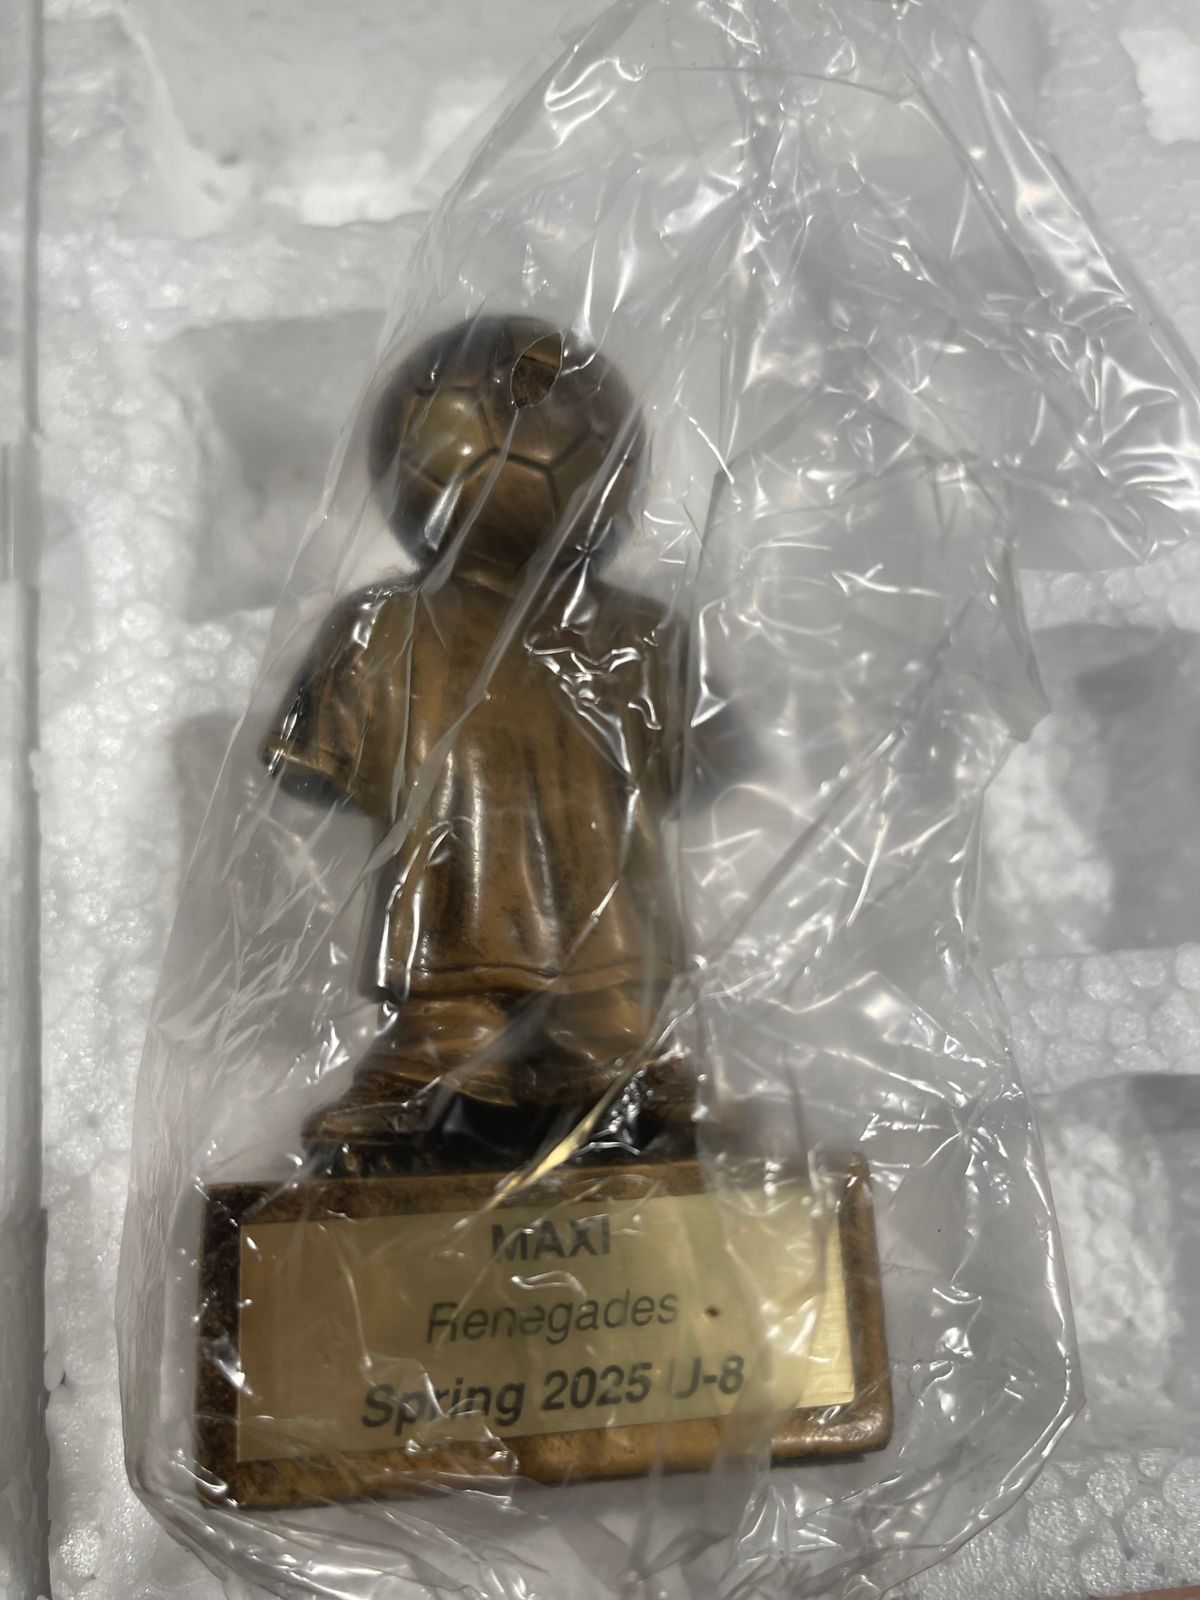 MAXI
Renegades
Spring 2025 U-8